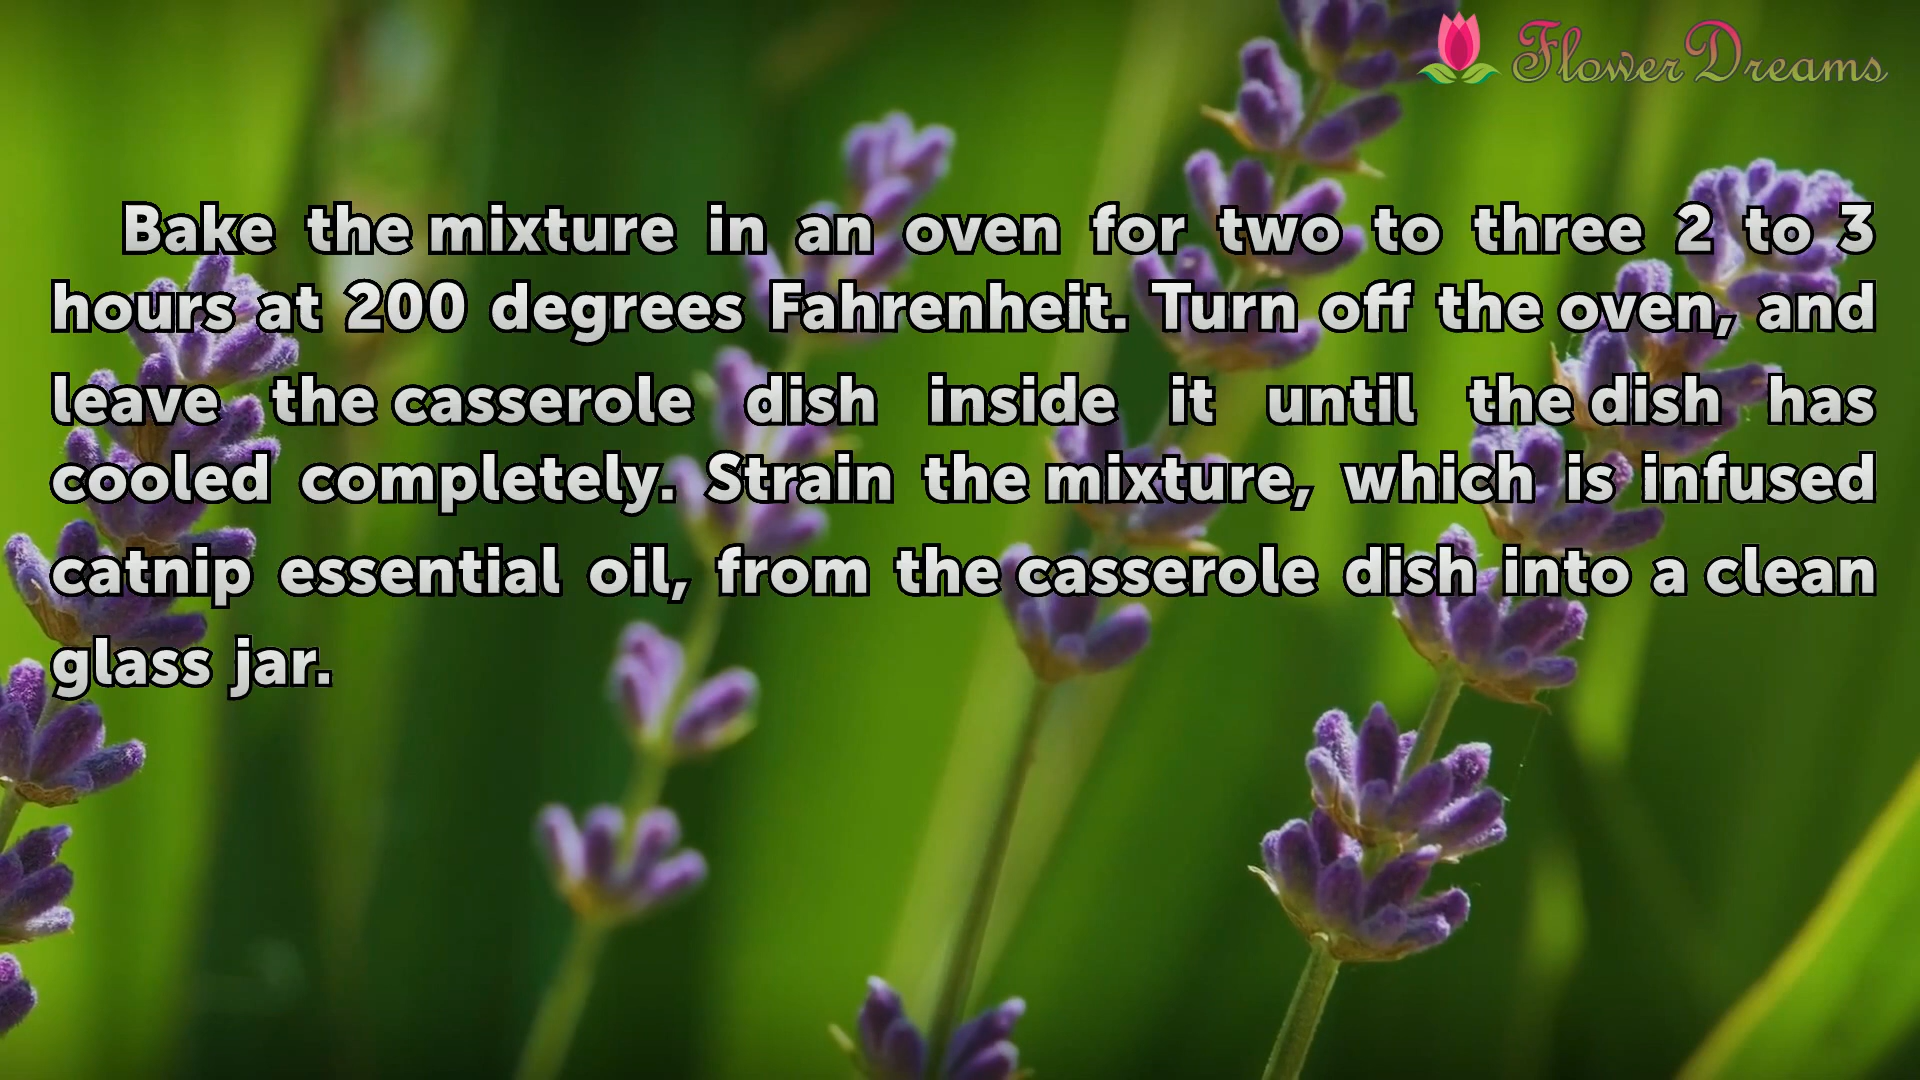 FlowerDreams
Bake the mixture in an oven for two to three 2 to 3
hours at 200 degrees Fahrenheit. Turn off the oven, and
leave the casserole dish inside it until the dish has
cooled completely. Strain the mixture, which is infused
catnip essential oil, from the casserole dish into a clean
glass jar.